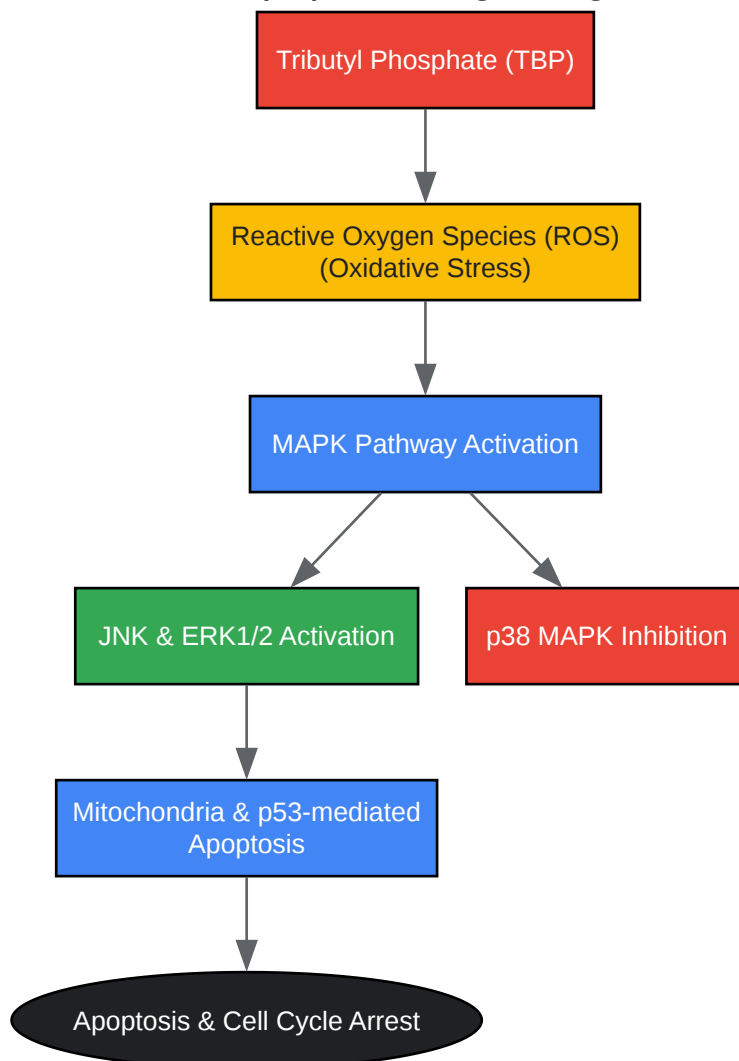 Tributyl Phosphate (TBP)
Reactive Oxygen Species (ROS)
(Oxidative Stress)
MAPK Pathway Activation
JNK & ERK1/2 Activation
p38 MAPK Inhibition
Mitochondria & p53-mediated
Apoptosis
Apoptosis & Cell Cycle Arrest